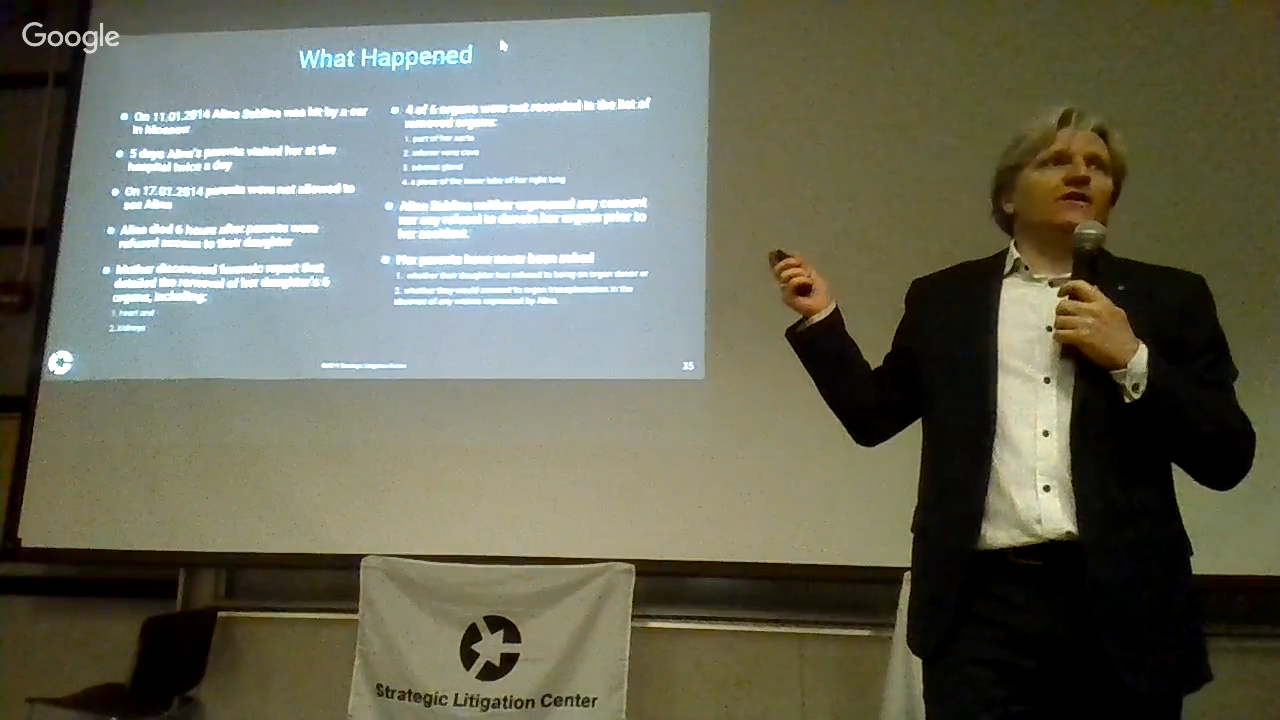 Google
What Happened
On 11.01.2014 Alina Sablina was hit by a car
in Moscow
5 days Alina's parents visited her at the
hospital twice a day
On 17.01.2014 parents were not allowed to
see Alina
Alina died 6 hours after parents were
refused access to their daughter
Mother discovered forensic report that
detailed the removal of her daughter's 6
organs, including:
1. heart and
2. kidneys
4 of 6 organs were not recorded in the list of
removed organs:
1. part of her aorta
2. inferior vena cava
3. adrenal gland
4. a piece of the lower lobe of her right lung
Alina Sablina neither expressed any consent
nor any refusal to donate her organs prior to
her accident.
Her parents have never been asked
1. whether their daughter had refused to being an organ donor or
2. whether they would consent to organ transplantation in the
absence of any wishes expressed by Alina.
Strategic Litigation Center
35
Strategic Litigation Center